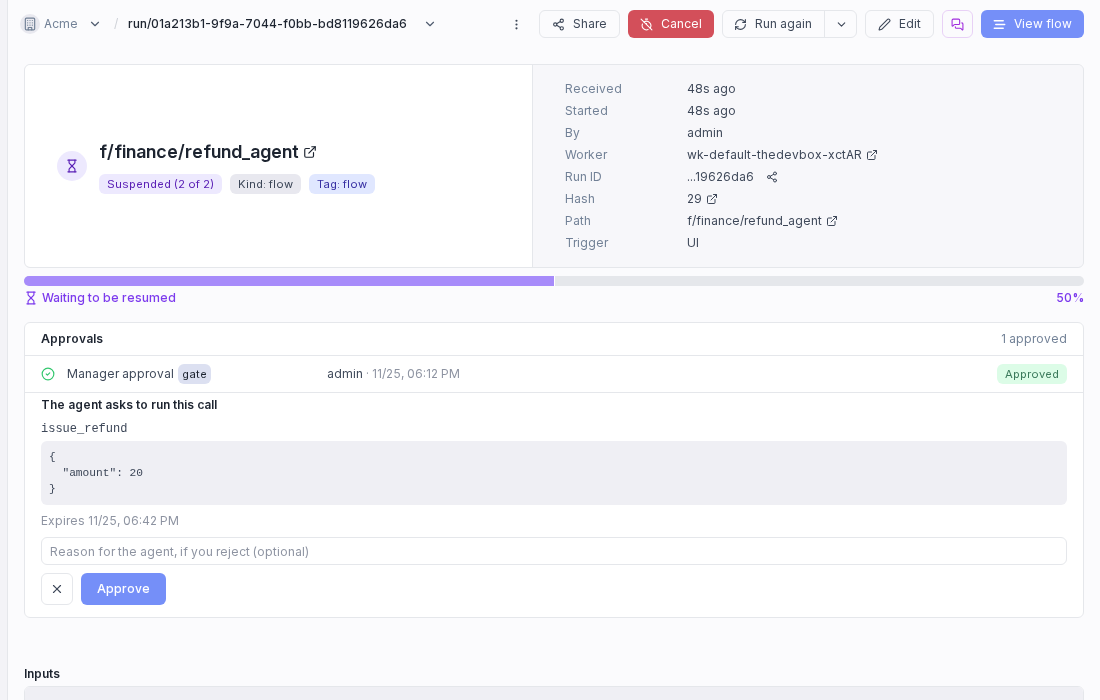 Acme / run/01a213b1-9f9a-7044-f0bb-bd8119626da6 Share Cancel Run again Edit View flow
f/finance/refund_agent
Suspended (2 of 2) Kind: flow Tag: flow
Received 48s ago
Started 48s ago
By admin
Worker wk-default-thedevbox-xctAR
Run ID ...19626da6
Hash 29
Path f/finance/refund_agent
Trigger UI
Waiting to be resumed 50%
Approvals 1 approved
Manager approval gate admin · 11/25, 06:12 PM Approved
The agent asks to run this call
issue_refund
{
"amount": 20
}
Expires 11/25, 06:42 PM
Reason for the agent, if you reject (optional)
Approve
Inputs